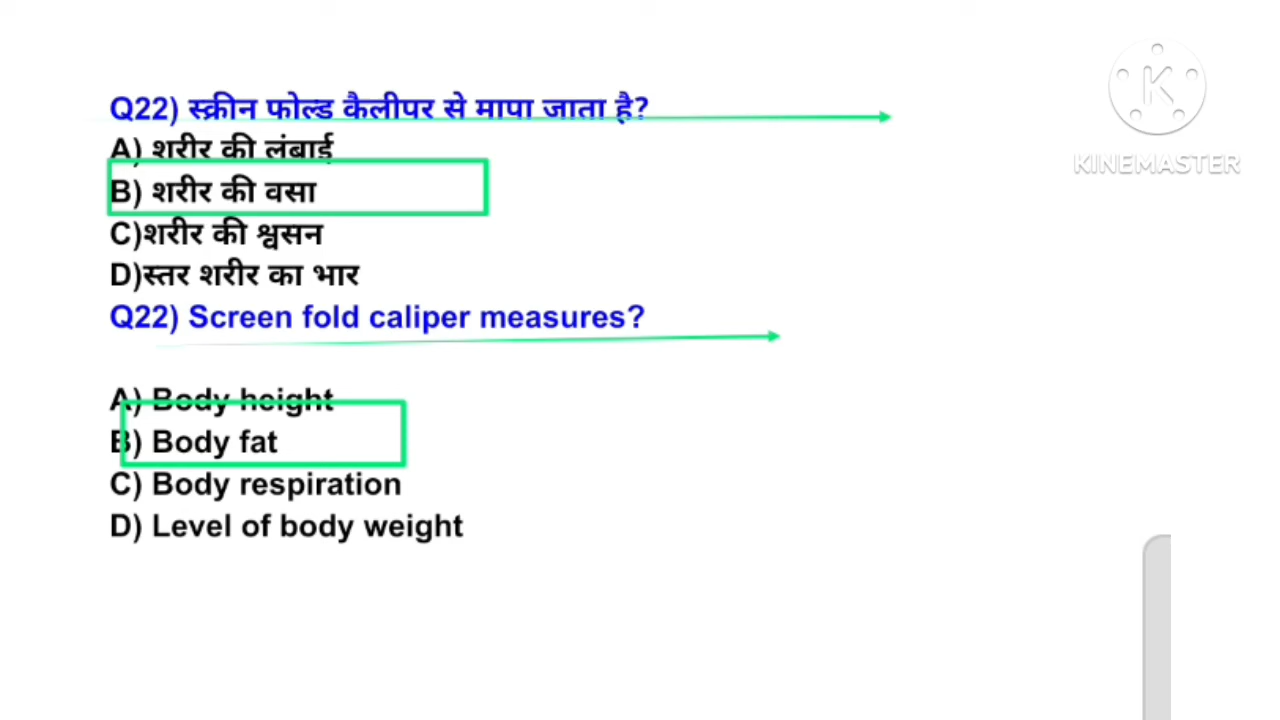 Q22) स्क्रीन फोल्ड कैलीपर से मापा जाता है?
A) शरीर की लंबाई
B) शरीर की वसा
C)शरीर की श्वसन
D)स्तर शरीर का भार
Q22) Screen fold caliper measures?
A) Body height
B) Body fat
C) Body respiration
D) Level of body weight
K
KINEMASTER